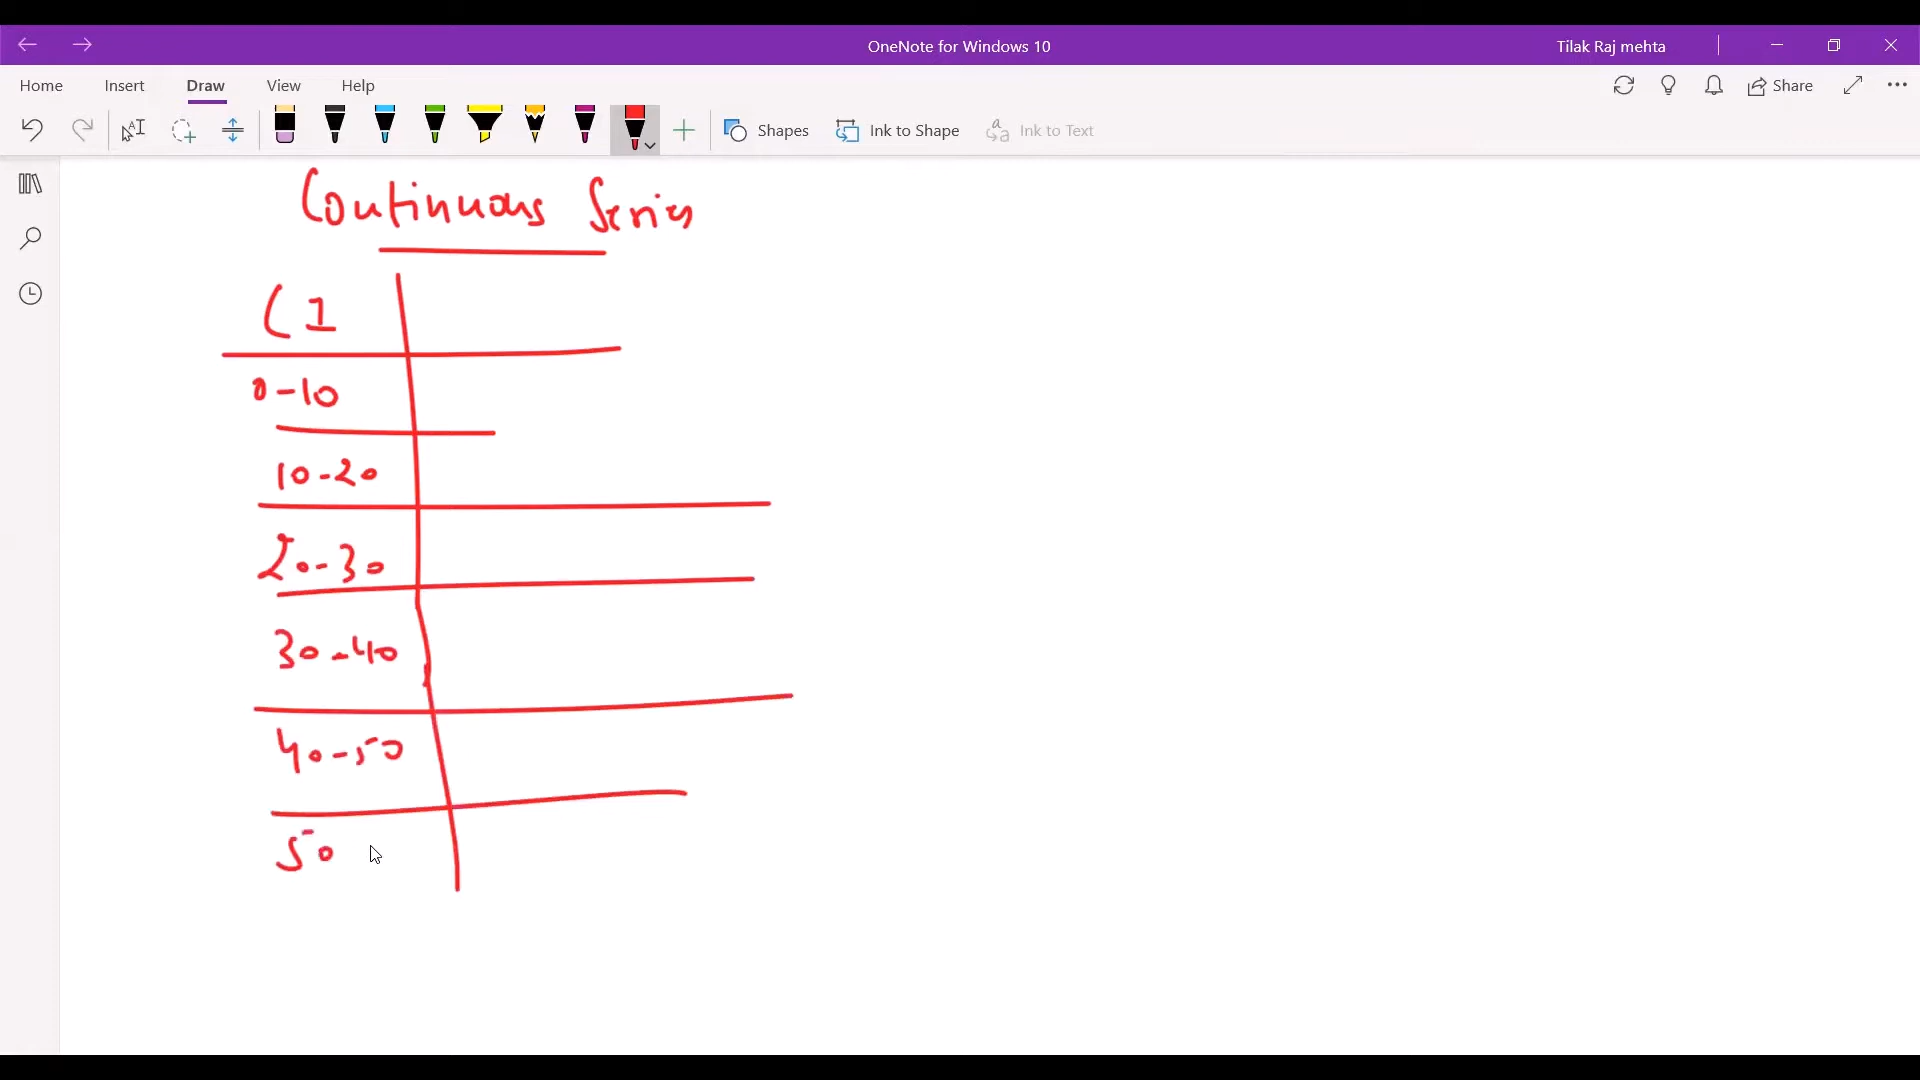 OneNote for Windows 10
Tilak Raj mehta
Home Insert Draw View Help
Share
Shapes
Ink to Shape
Ink to Text
Continuous Series
CI
0-10
10-20
20-30
30-40
40-50
50